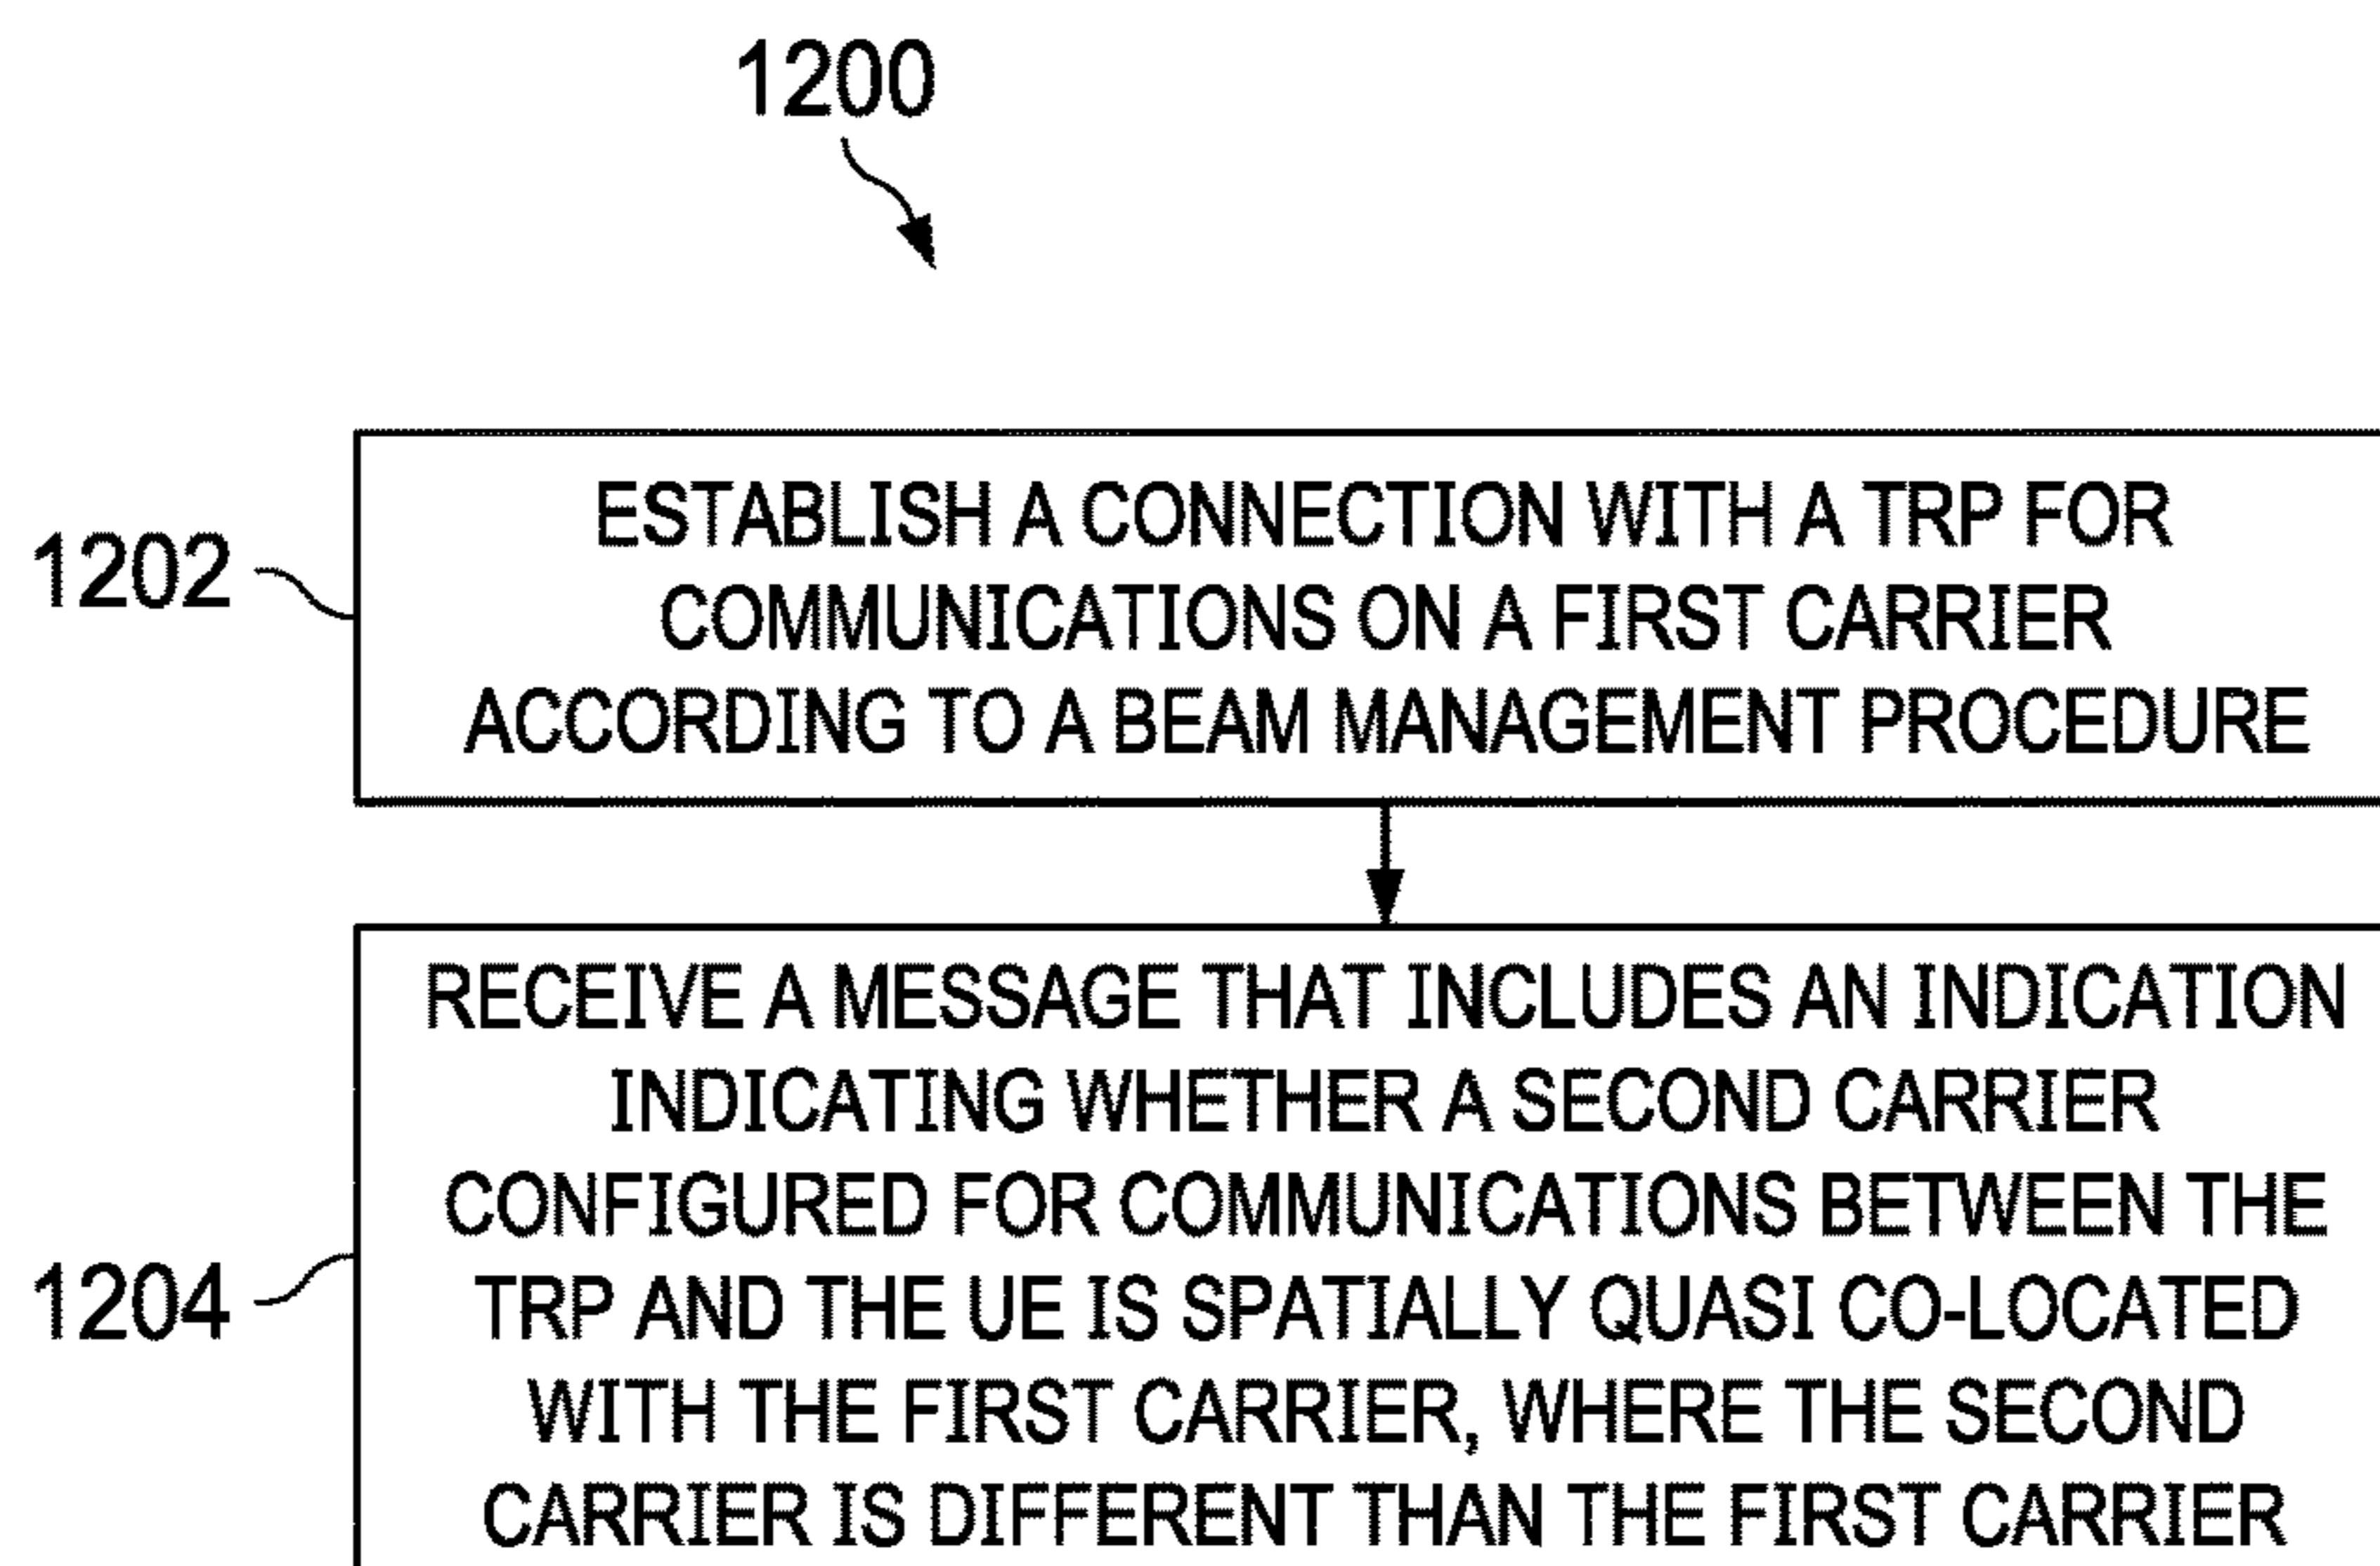 1200
1202
ESTABLISH A CONNECTION WITH A TRP FOR
COMMUNICATIONS ON A FIRST CARRIER
ACCORDING TO A BEAM MANAGEMENT PROCEDURE
1204
RECEIVE A MESSAGE THAT INCLUDES AN INDICATION
INDICATING WHETHER A SECOND CARRIER
CONFIGURED FOR COMMUNICATIONS BETWEEN THE
TRP AND THE UE IS SPATIALLY QUASI CO-LOCATED
WITH THE FIRST CARRIER, WHERE THE SECOND
CARRIER IS DIFFERENT THAN THE FIRST CARRIER